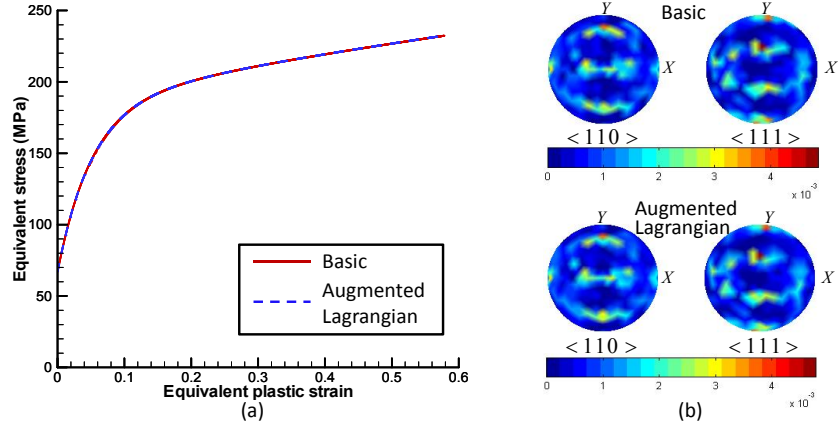 250
200
150
100
50
0
Equivalent stress (MPa)
0
0.1
0.2
0.3
0.4
0.5
0.6
Equivalent plastic strain
Basic
Augmented
Lagrangian
(a)
Y
Basic
Y
X
X
<110>
<111>
0
1
2
3
4
x 10⁻³
Augmented
Lagrangian
Y
Y
X
X
<110>
<111>
0
1
2
3
4
x 10⁻³
(b)